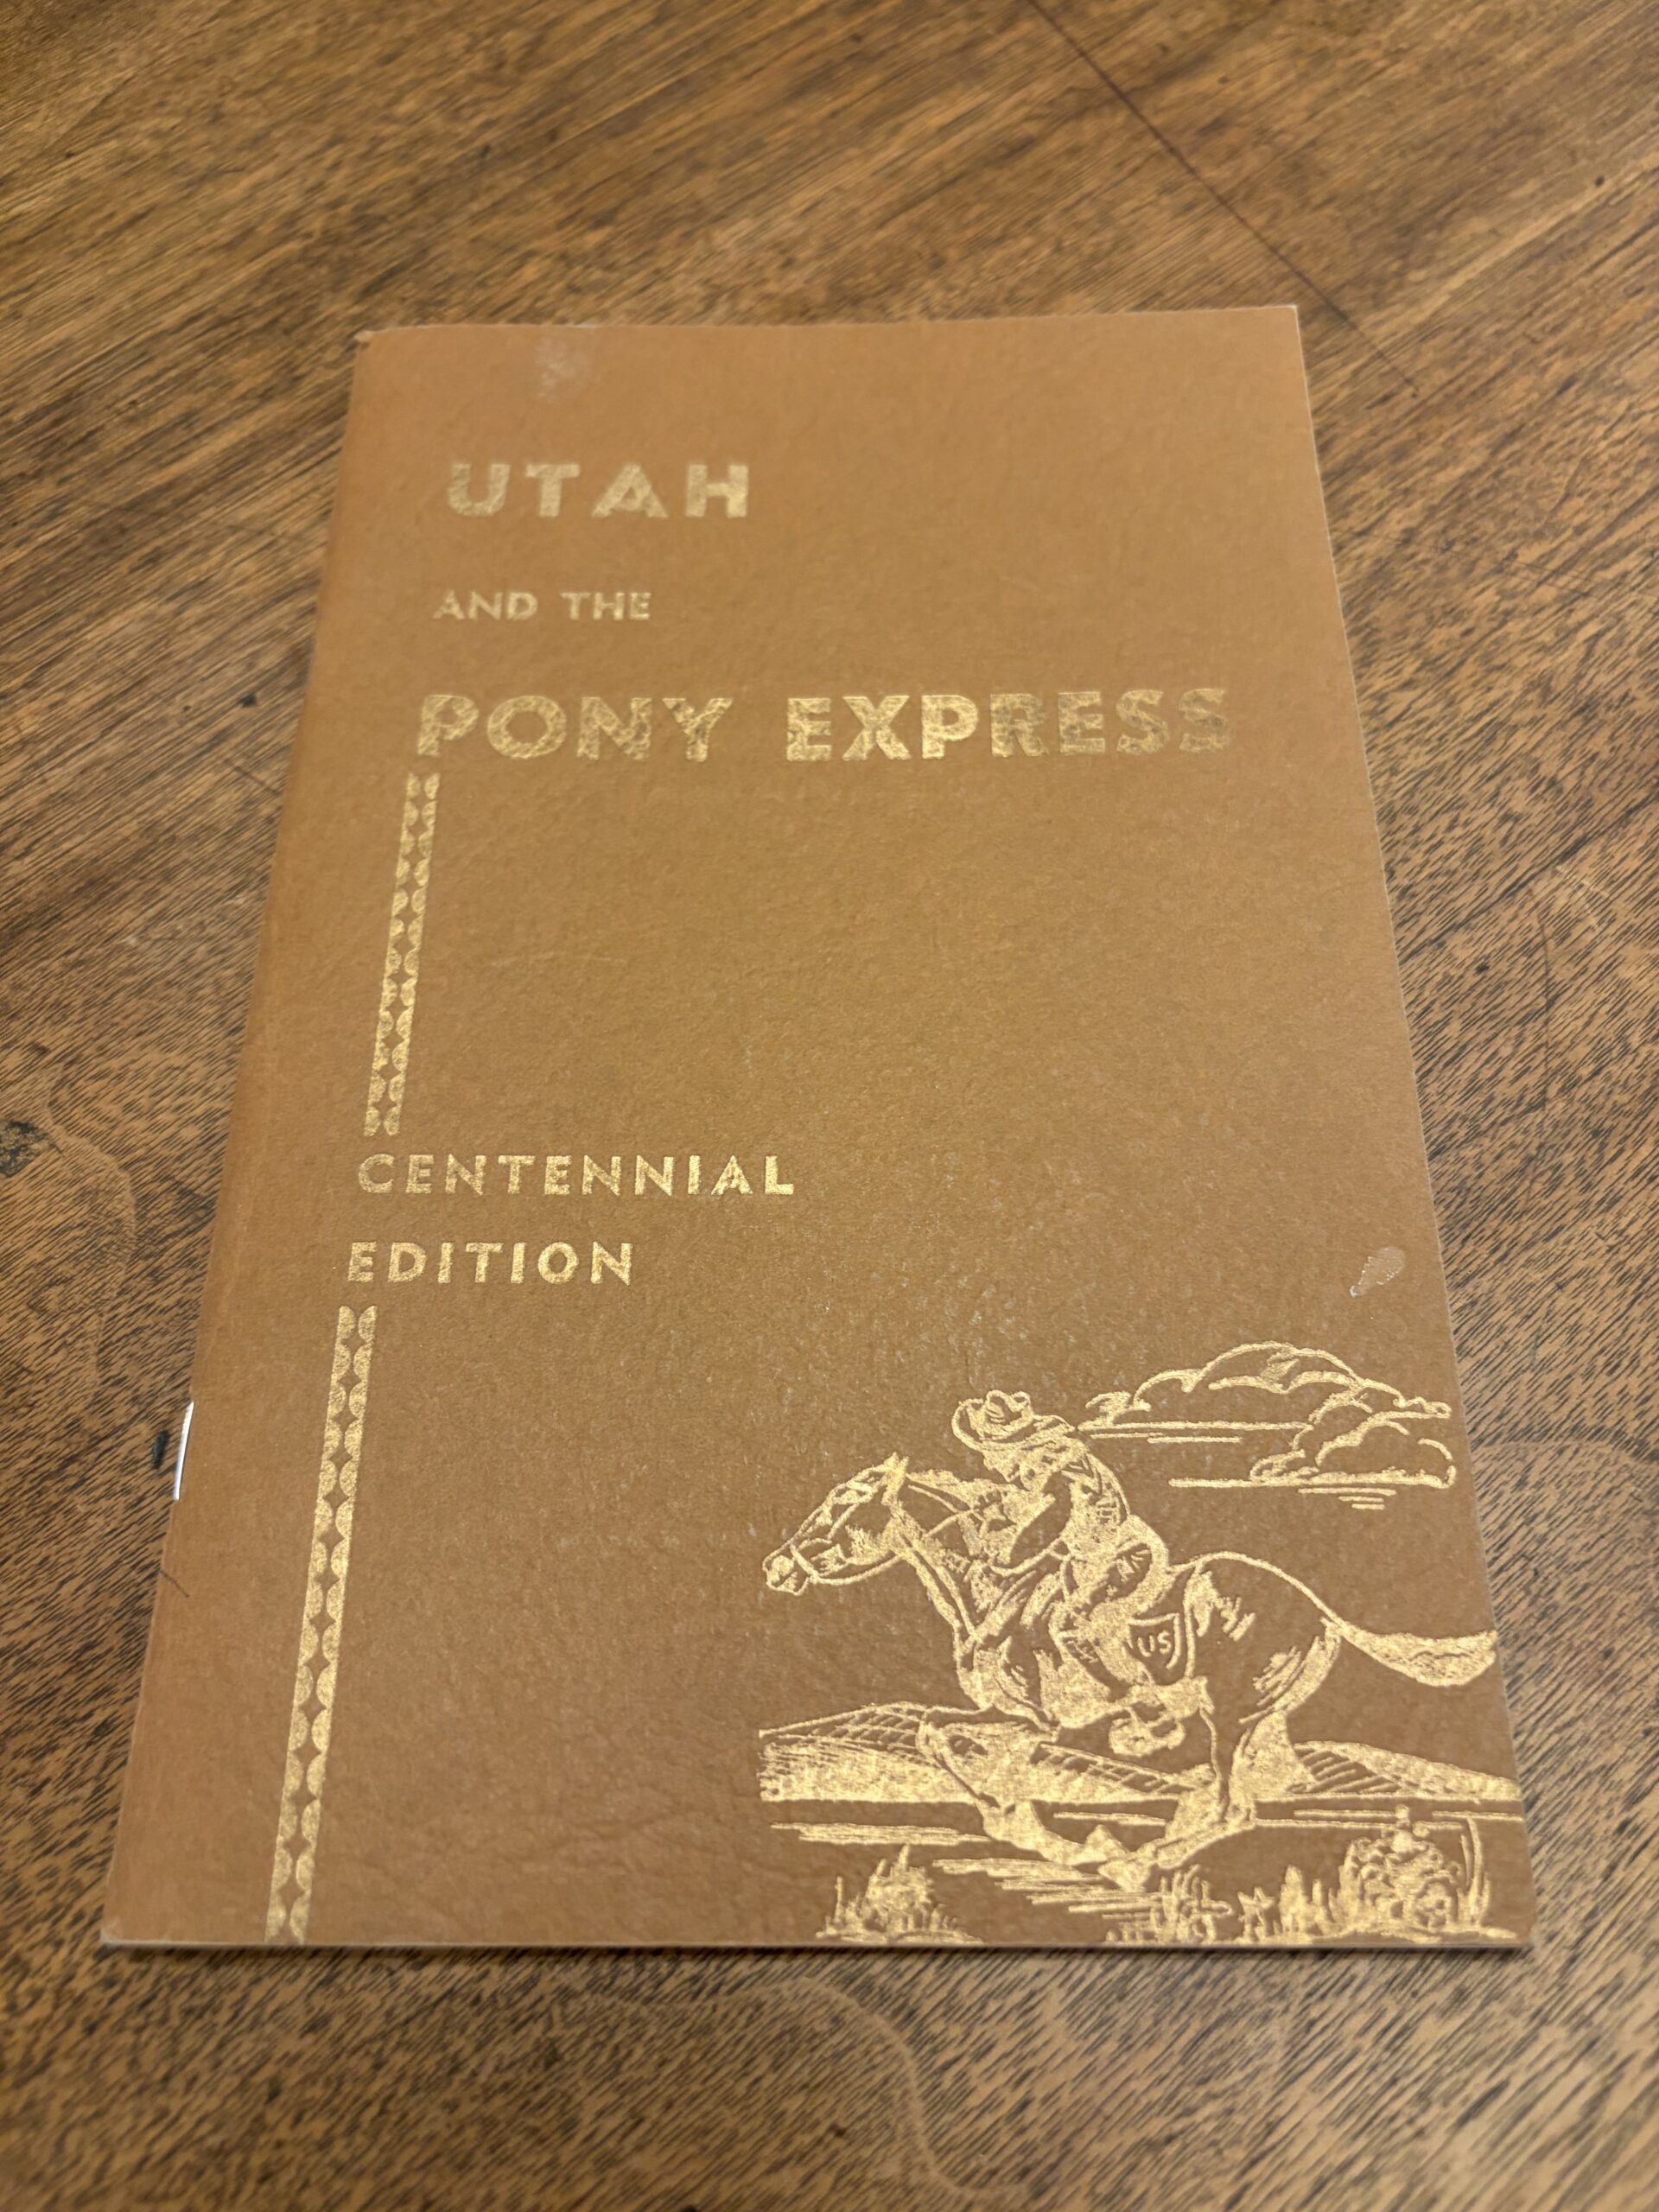 UTAH
AND THE
PONY EXPRESS
CENTENNIAL
EDITION
US